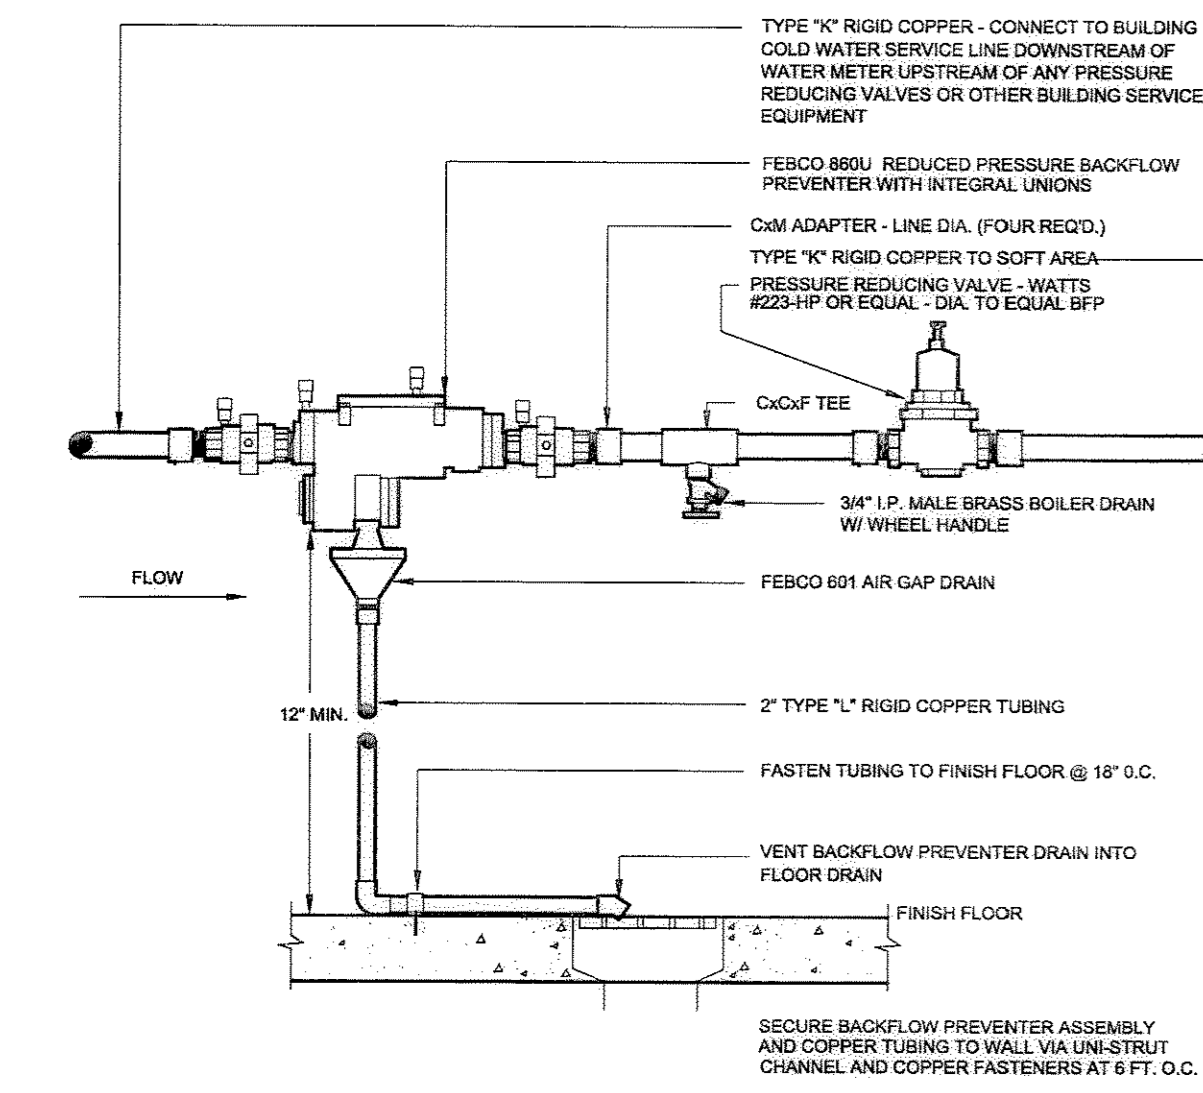 TYPE "K" RIGID COPPER - CONNECT TO BUILDING
COLD WATER SERVICE LINE DOWNSTREAM OF
WATER METER UPSTREAM OF ANY PRESSURE
REDUCING VALVES OR OTHER BUILDING SERVICE
EQUIPMENT
FEBCO 860U REDUCED PRESSURE BACKFLOW
PREVENTER WITH INTEGRAL UNIONS
CxM ADAPTER - LINE DIA. (FOUR REQ'D.)
TYPE "K" RIGID COPPER TO SOFT AREA
PRESSURE REDUCING VALVE - WATTS
#223-HP OR EQUAL - DIA. TO EQUAL BFP
CxCxF TEE
3/4" I.P. MALE BRASS BOILER DRAIN
W/ WHEEL HANDLE
FLOW
FEBCO 601 AIR GAP DRAIN
12" MIN.
2" TYPE "L" RIGID COPPER TUBING
FASTEN TUBING TO FINISH FLOOR @ 18" O.C.
VENT BACKFLOW PREVENTER DRAIN INTO
FLOOR DRAIN
FINISH FLOOR
SECURE BACKFLOW PREVENTER ASSEMBLY
AND COPPER TUBING TO WALL VIA UNI-STRUT
CHANNEL AND COPPER FASTENERS AT 6 FT. O.C.